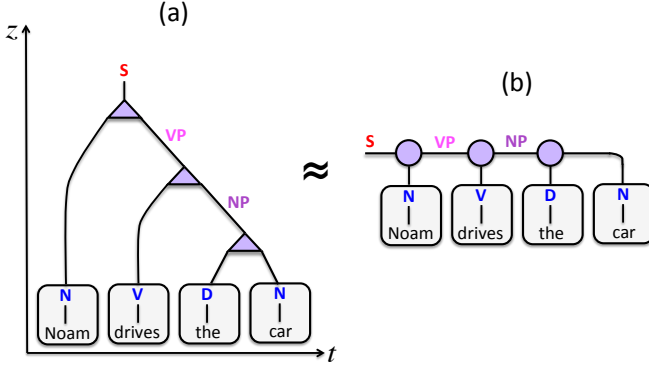 (a)
z
S
VP
NP
N V D N
Noam drives the car
t
≈
(b)
S VP NP
N V D N
Noam drives the car